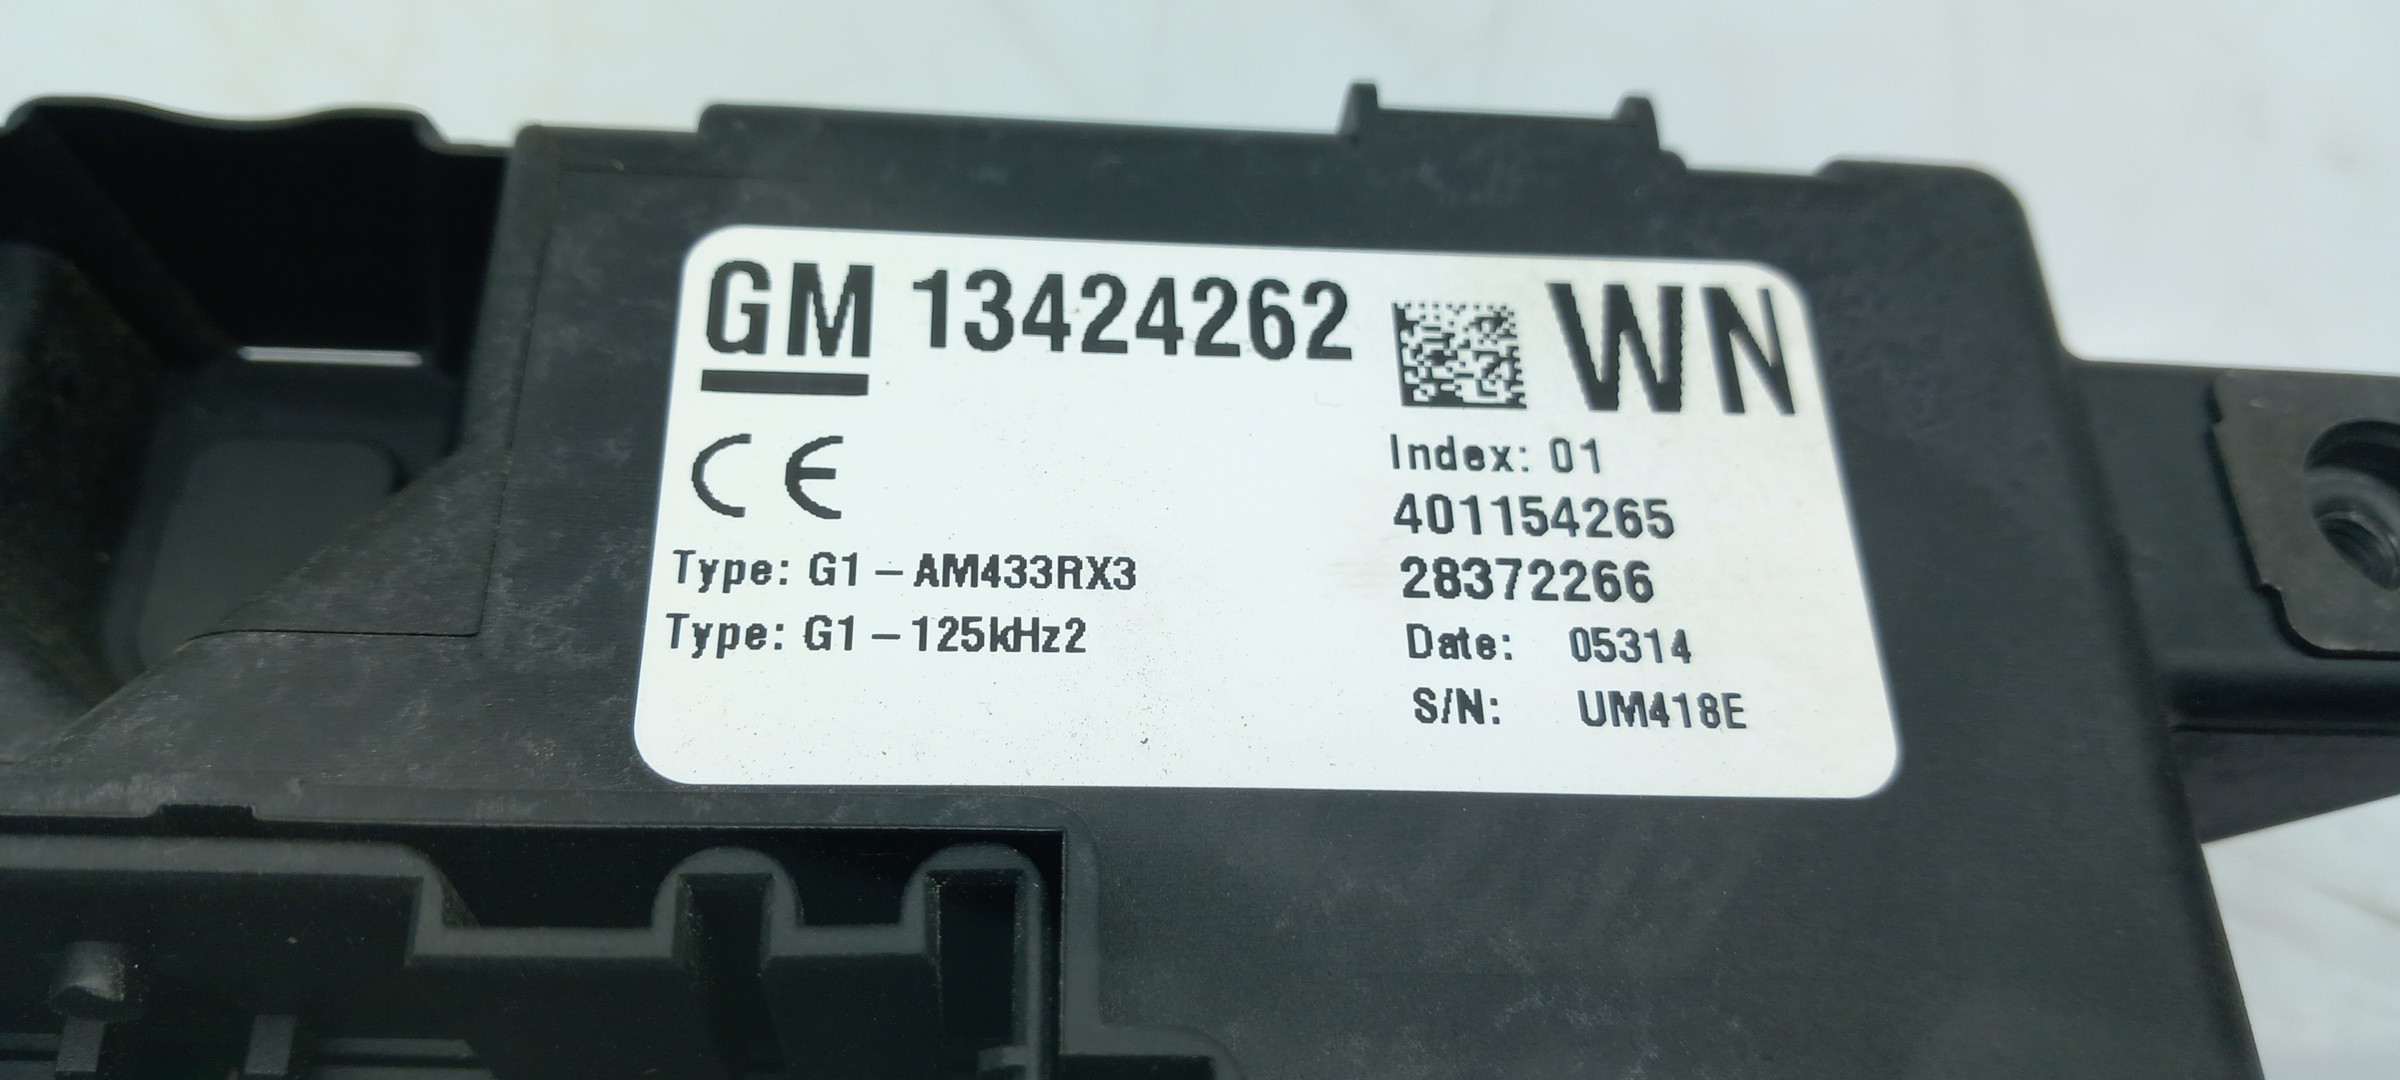 GM 13424262 WN
CE
Index: 01
401154265
Type: G1-AM433RX3
28372266
Type: G1-125kHz2
Date: 05314
S/N: UM418E